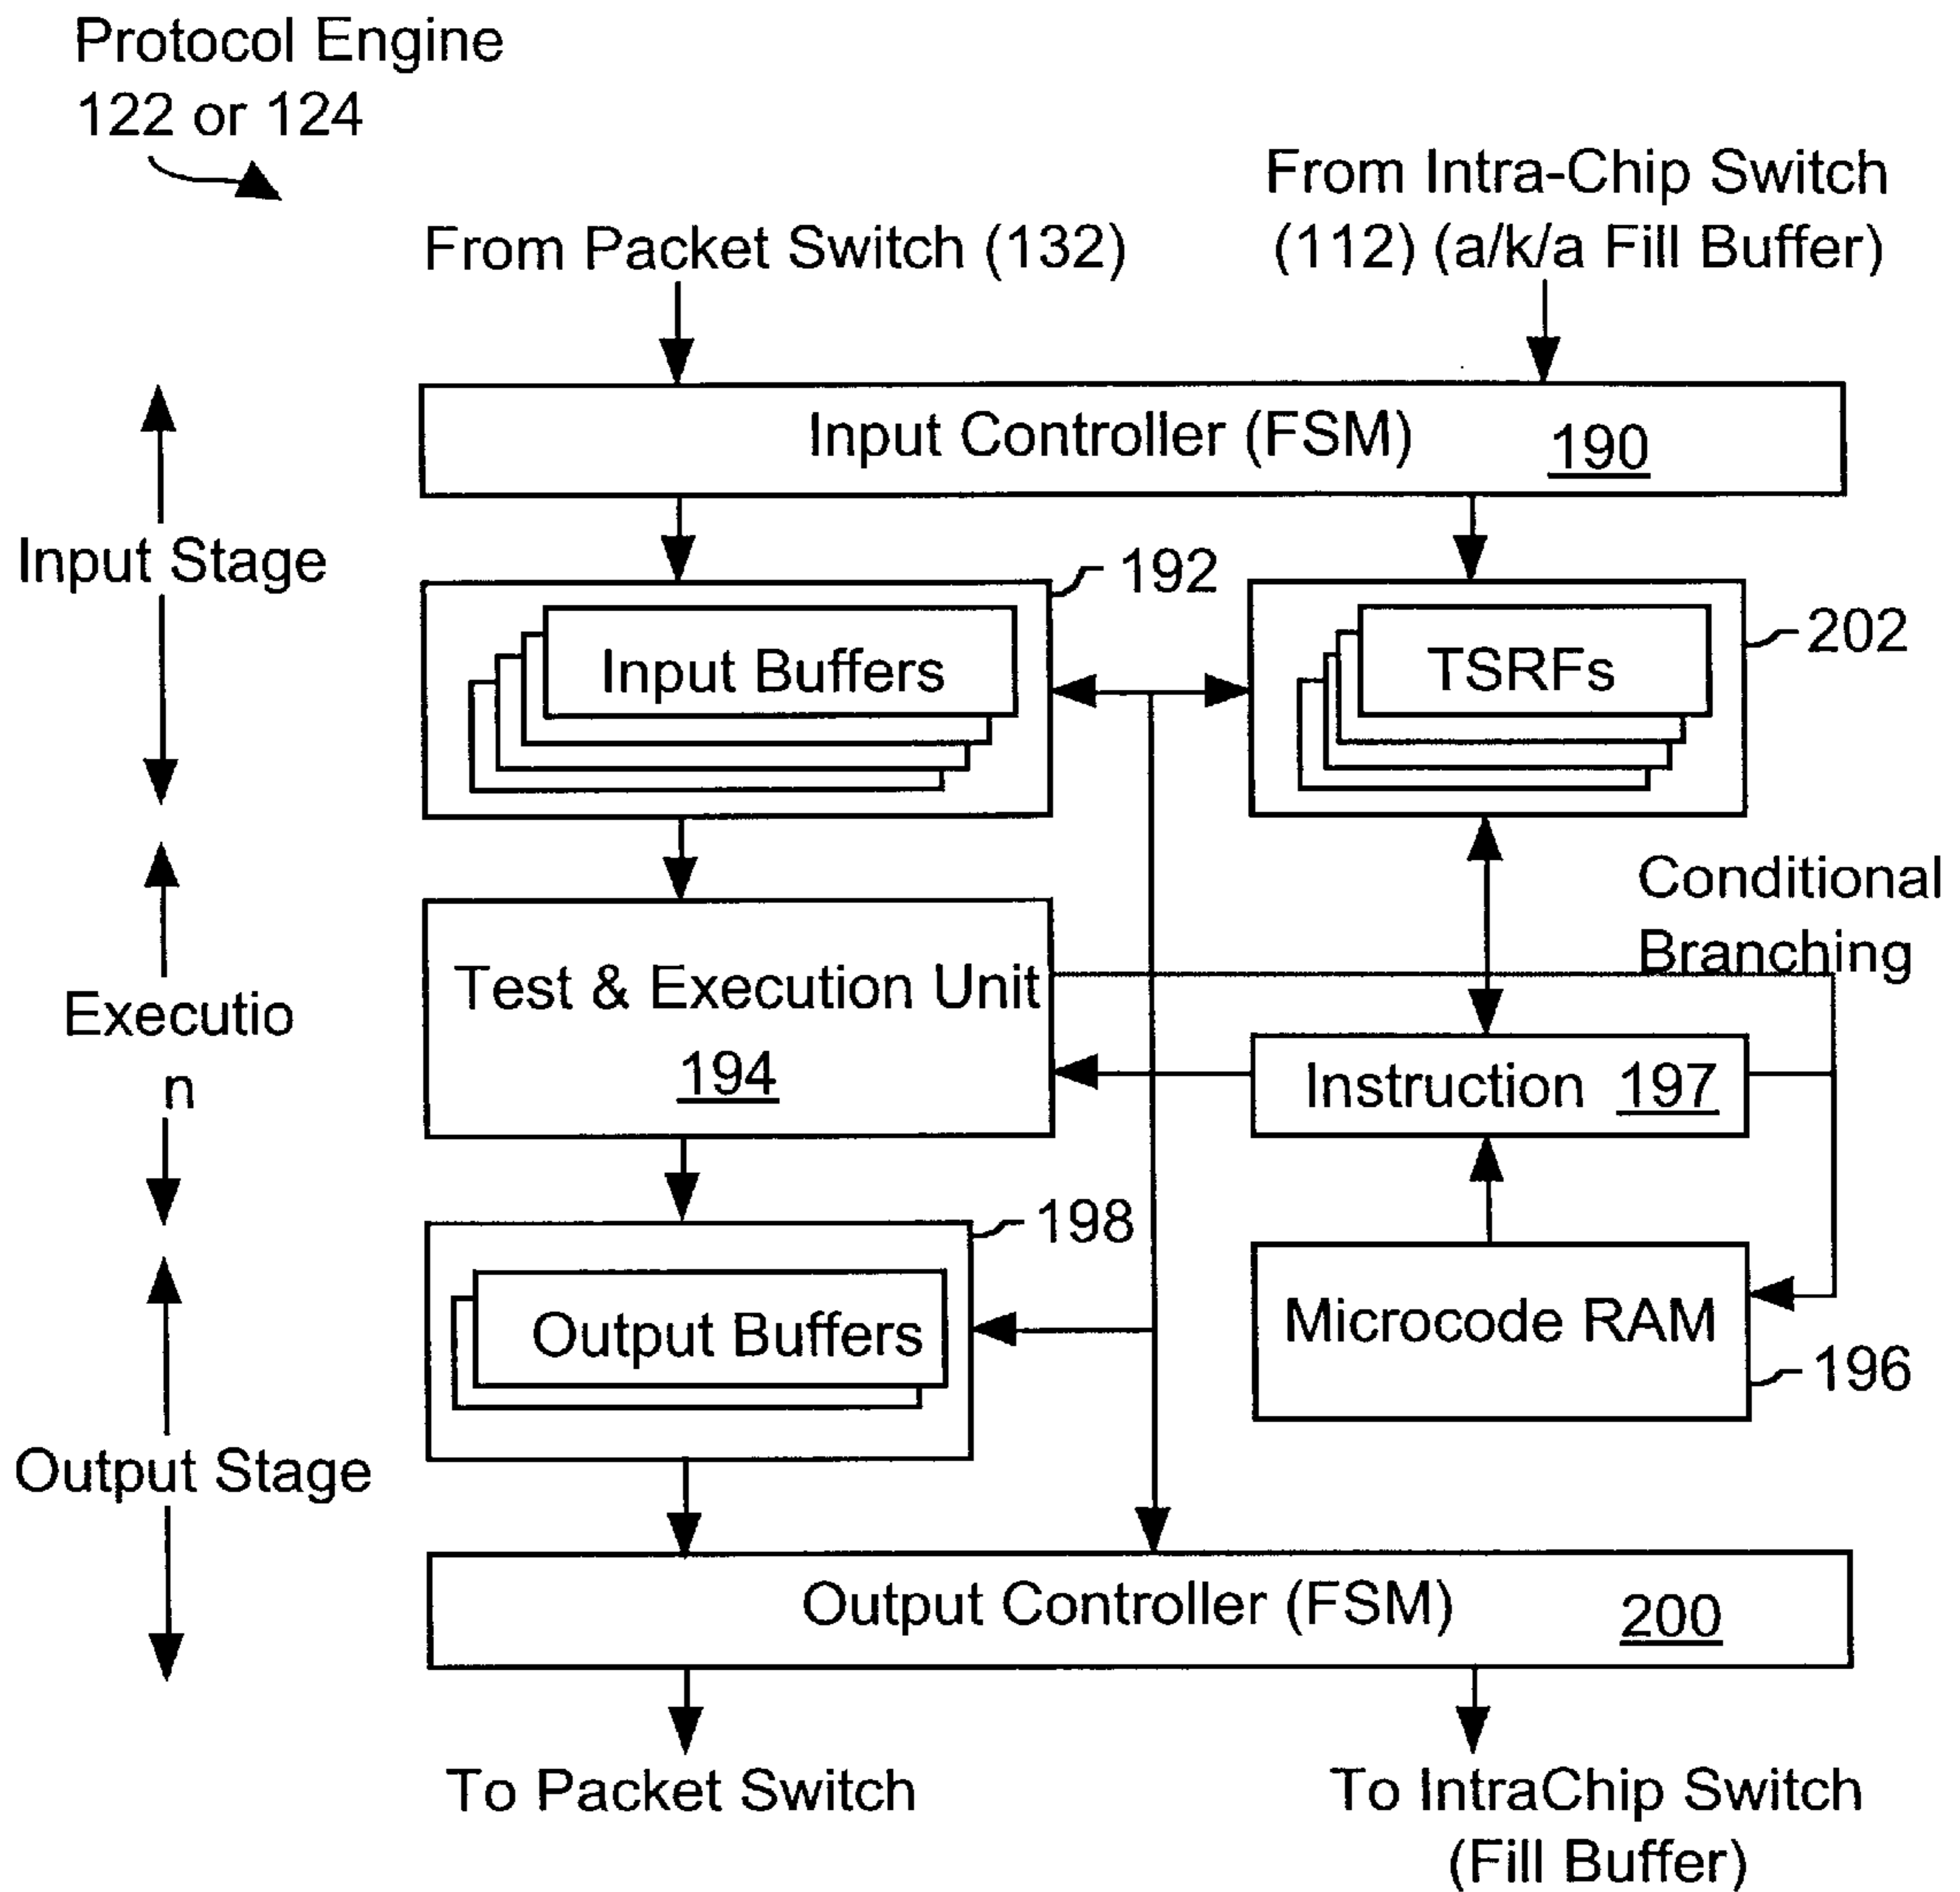 Protocol Engine
122 or 124
From Packet Switch (132)
From Intra-Chip Switch
(112) (a/k/a Fill Buffer)
Input Controller (FSM) 190
Input Stage
192
Input Buffers
202
TSRFs
Conditional
Branching
Executio
n
Test & Execution Unit
194
Instruction 197
198
Output Buffers
Microcode RAM
196
Output Stage
Output Controller (FSM) 200
To Packet Switch
To IntraChip Switch
(Fill Buffer)